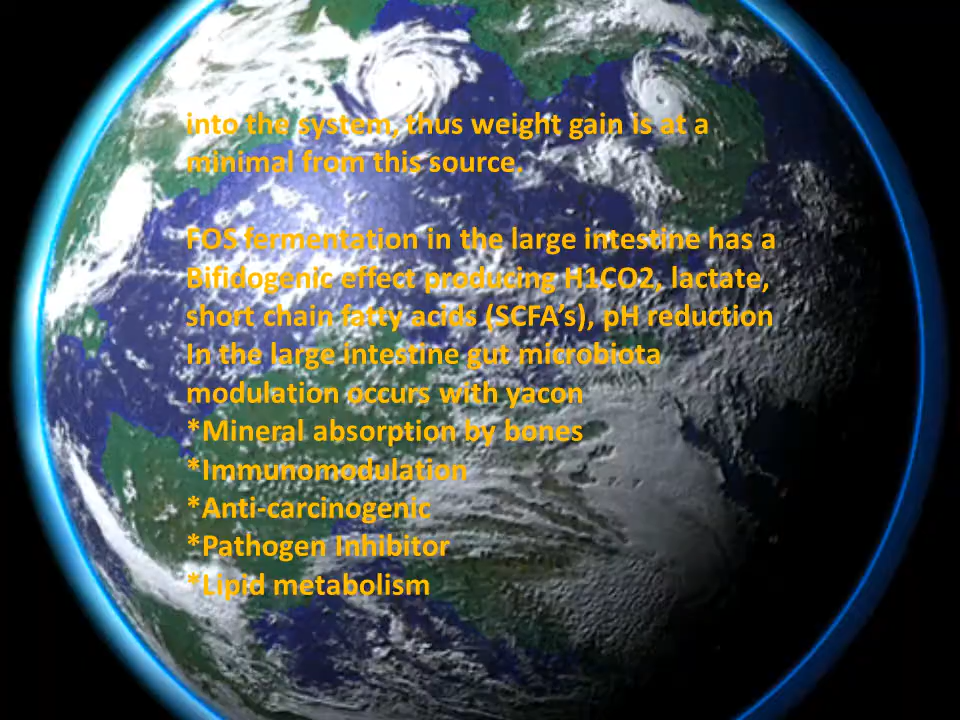 into the system, thus weight gain is at a
minimal from this source.
FOS fermentation in the large intestine has a
Bifidogenic effect producing H1CO2, lactate,
short chain fatty acids (SCFA’s), pH reduction
In the large intestine gut microbiota
modulation occurs with yacon
*Mineral absorption by bones
*Immunomodulation
*Anti-carcinogenic
*Pathogen Inhibitor
*Lipid metabolism